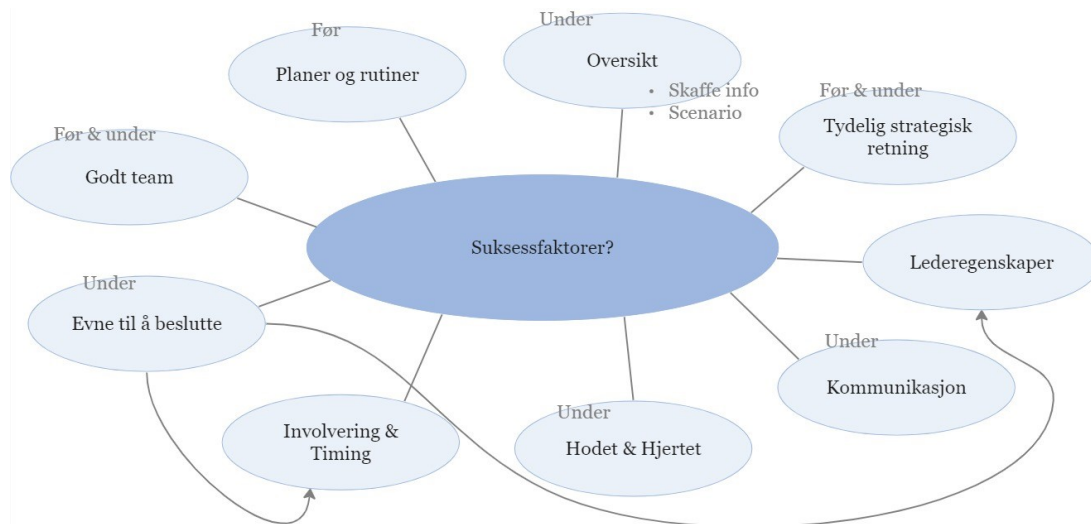 Før
Planer og rutiner
Under
Oversikt
• Skaffe info
• Scenario
Før & under
Tydelig strategisk
retning
Før & under
Godt team
Suksessfaktorer?
Lederegenskaper
Under
Evne til å beslutte
Under
Kommunikasjon
Involvering &
Timing
Under
Hodet & Hjertet